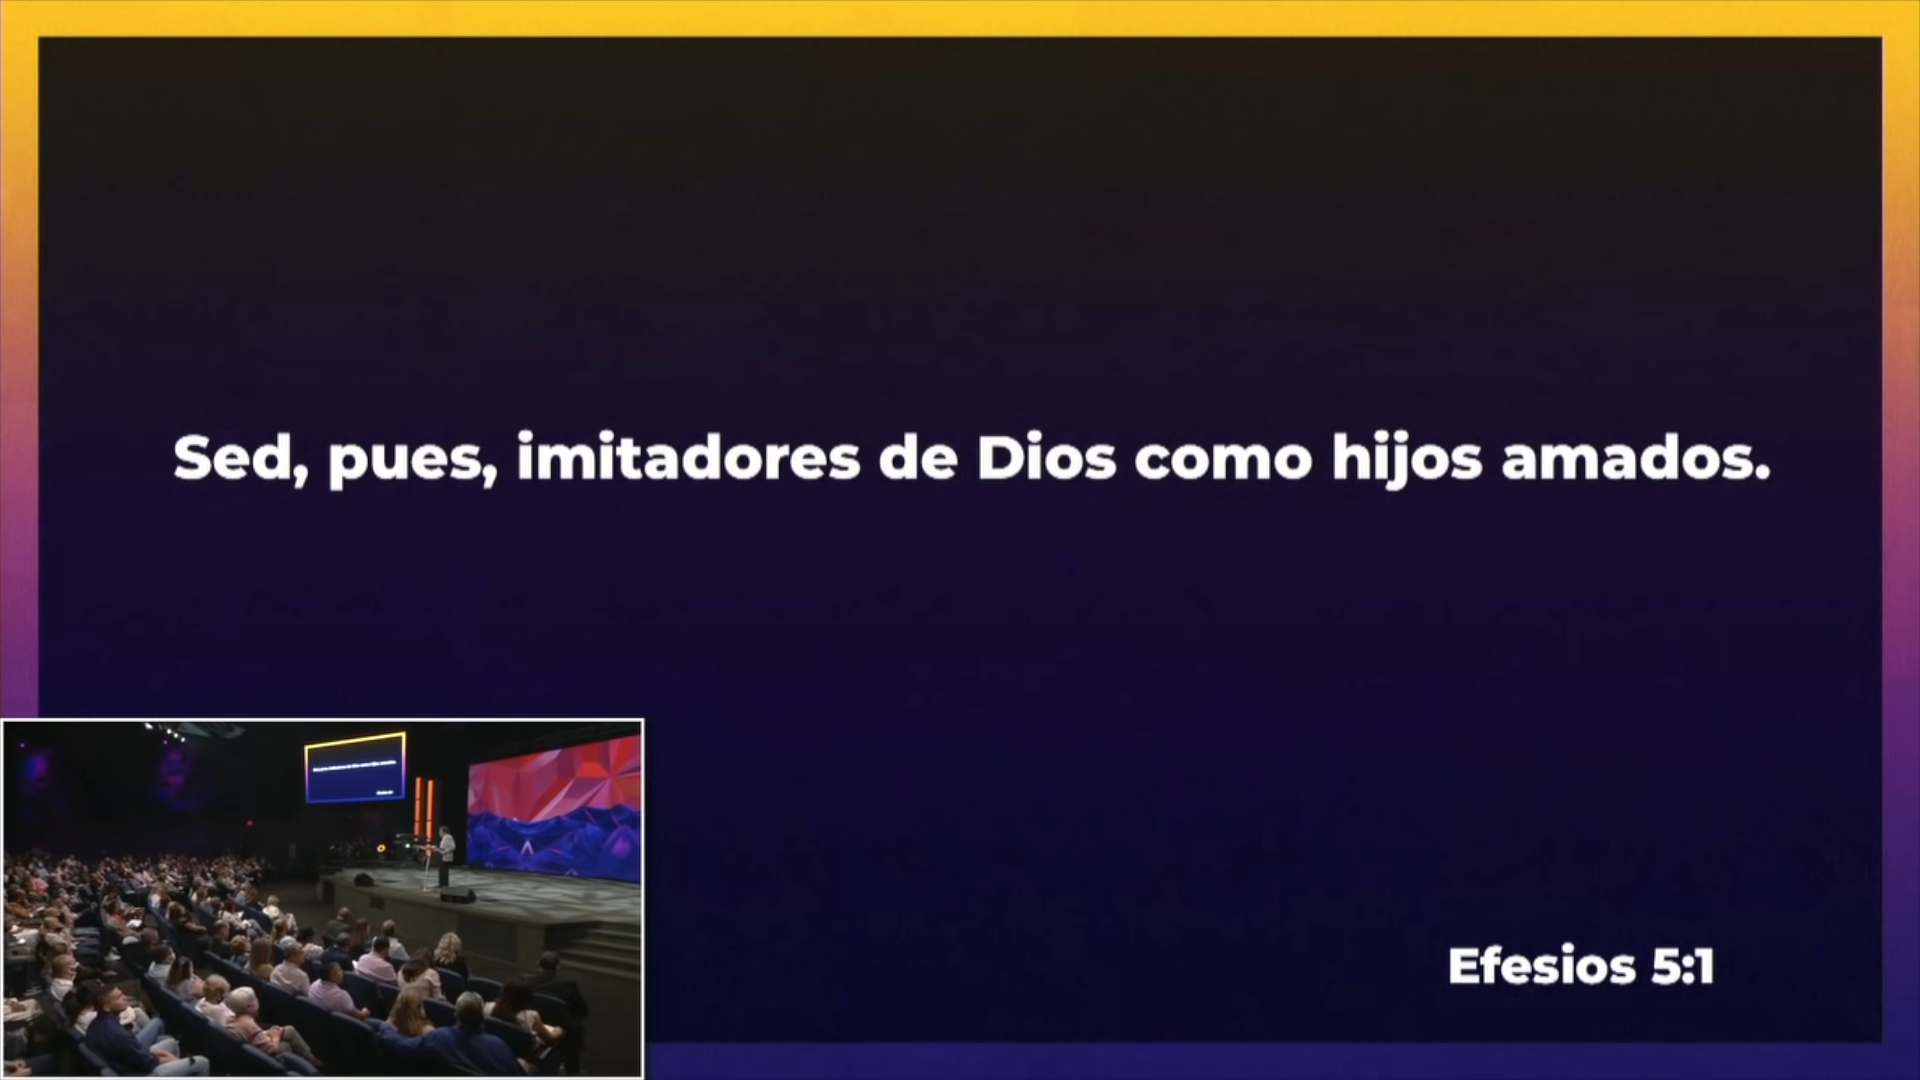 Sed, pues, imitadores de Dios como hijos amados.
Efesios 5:1